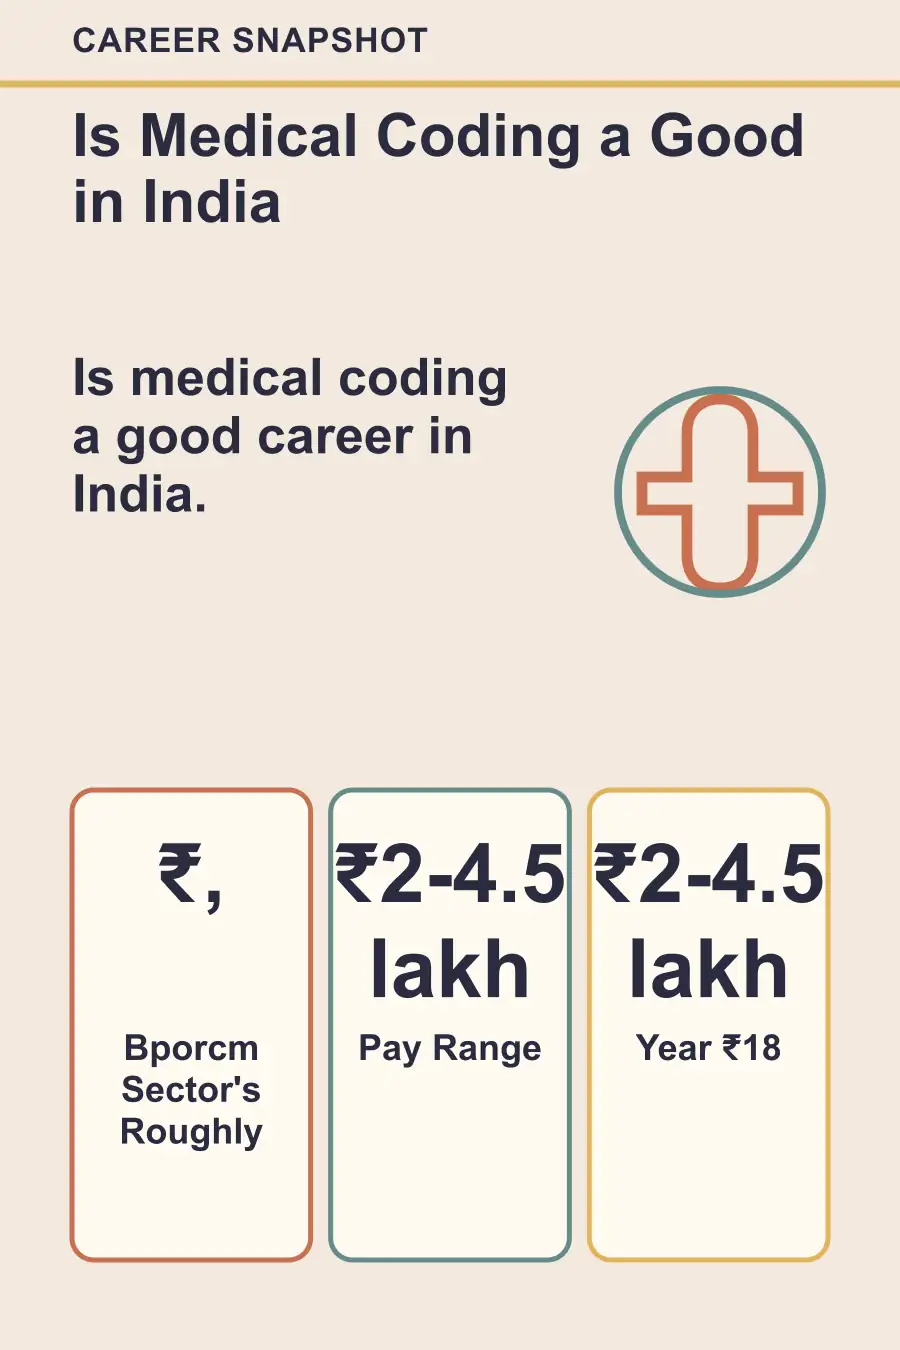 CAREER SNAPSHOT
Is Medical Coding a Good
in India
Is medical coding
a good career in
India.
₹,
Bporcm
Sector's
Roughly
₹2-4.5
lakh
Pay Range
₹2-4.5
lakh
Year ₹18